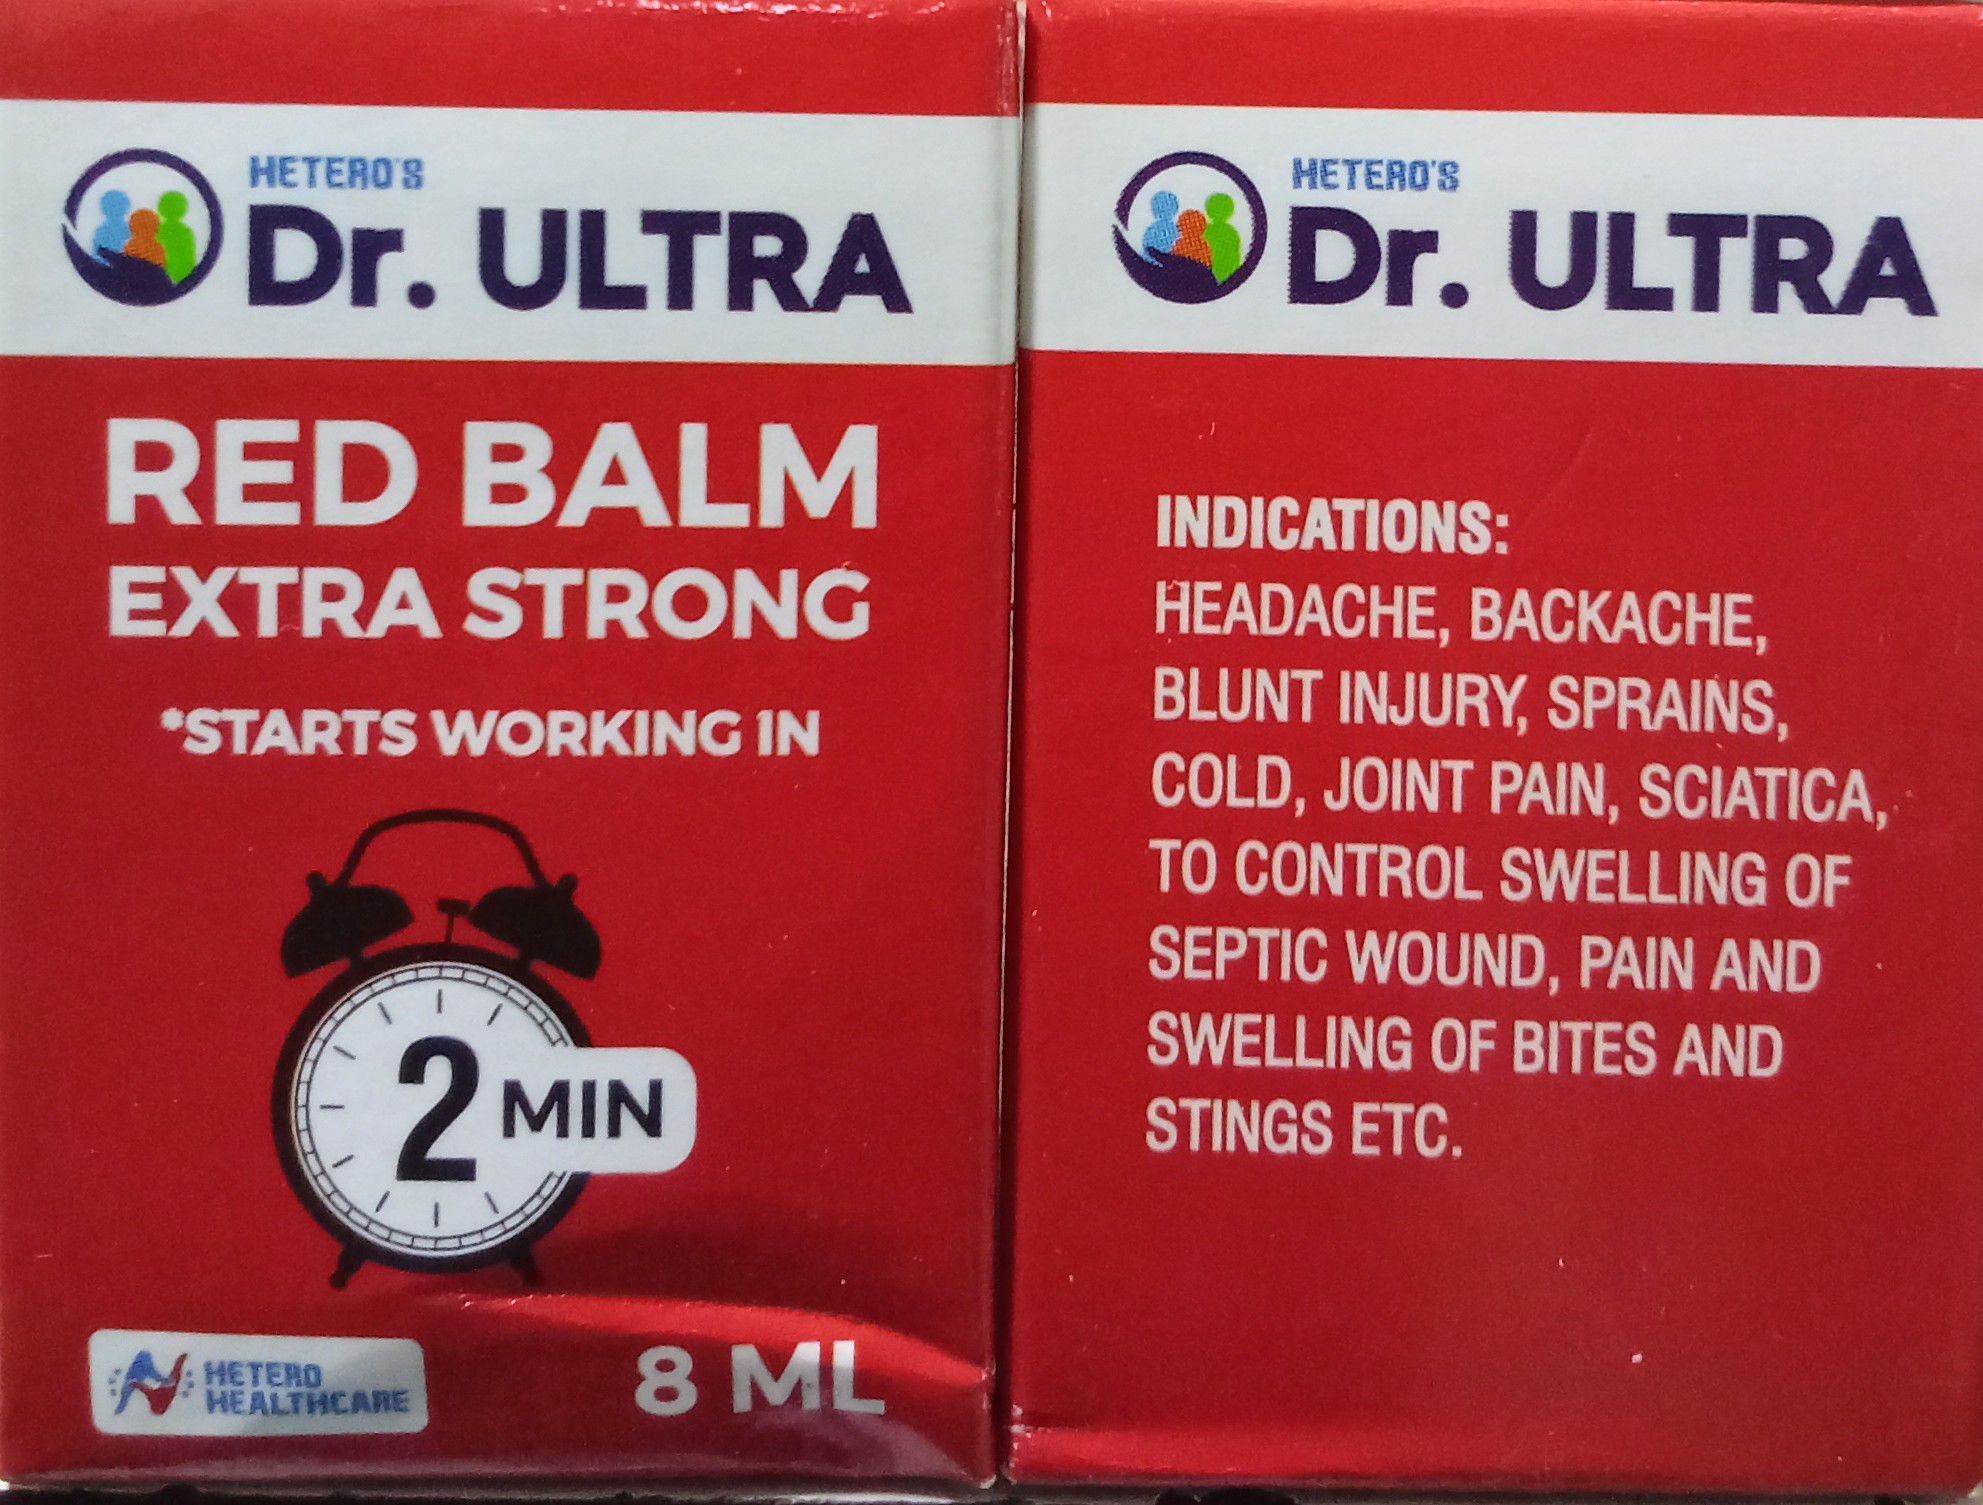 HETERO'S
Dr. ULTRA
RED BALM
EXTRA STRONG
*STARTS WORKING IN
2 MIN
HETERO
HEALTHCARE
8 ML
HETERO'S
Dr. ULTRA
INDICATIONS:
HEADACHE, BACKACHE,
BLUNT INJURY, SPRAINS,
COLD, JOINT PAIN, SCIATICA,
TO CONTROL SWELLING OF
SEPTIC WOUND, PAIN AND
SWELLING OF BITES AND
STINGS ETC.